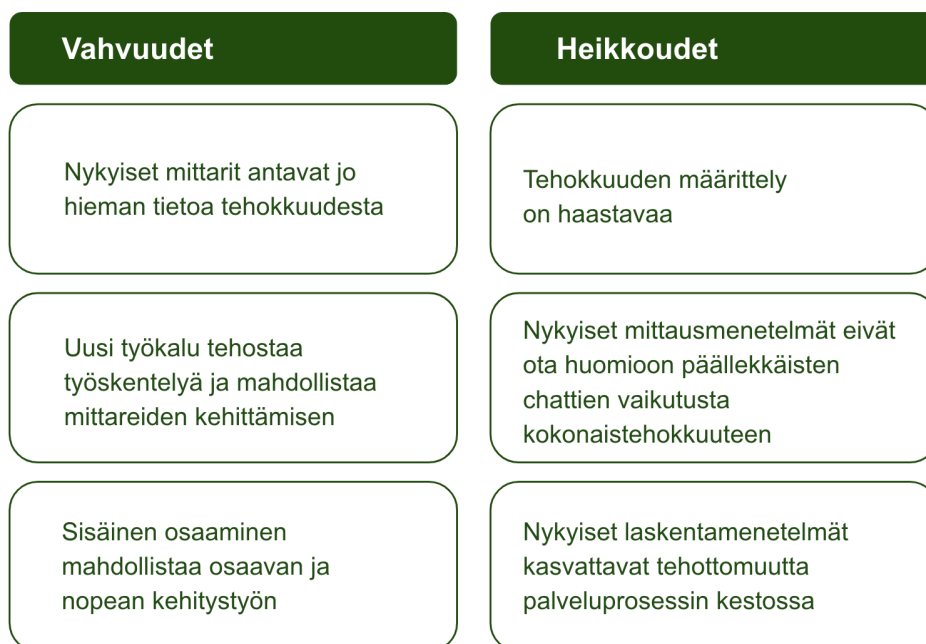 Vahvuudet
Nykyiset mittarit antavat jo
hieman tietoa tehokkuudesta
Uusi työkalu tehostaa
työskentelyä ja mahdollistaa
mittareiden kehittämisen
Sisäinen osaaminen
mahdollistaa osaavan ja
nopean kehitystyön
Heikkoudet
Tehokkuuden määrittely
on haastavaa
Nykyiset mittausmenetelmät eivät
ota huomioon päällekkäisten
chattien vaikutusta
kokonaistehokkuuteen
Nykyiset laskentamenetelmät
kasvattavat tehottomuutta
palveluprosessin kestossa